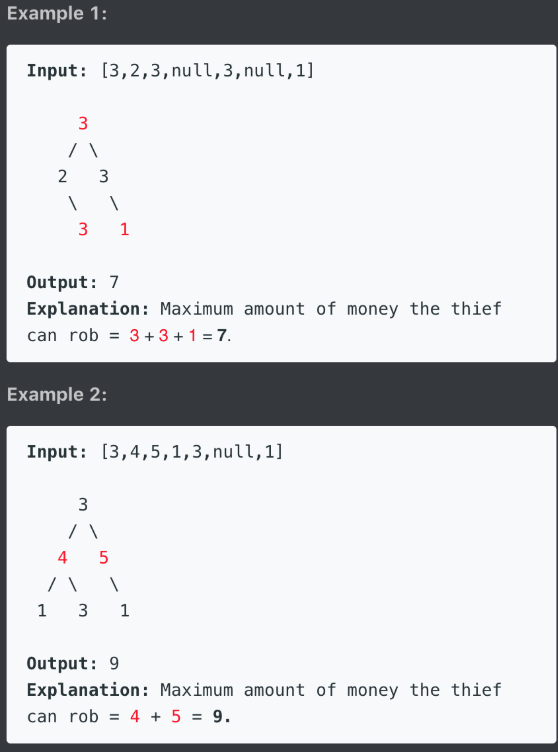 Example 1:
Input: [3,2,3,null,3,null,1]
3
/ \
2 3
\ \
3 1
Output: 7
Explanation: Maximum amount of money the thief
can rob = 3 + 3 + 1 = 7.
Example 2:
Input: [3,4,5,1,3,null,1]
3
/ \
4 5
/ \ \
1 3 1
Output: 9
Explanation: Maximum amount of money the thief
can rob = 4 + 5 = 9.